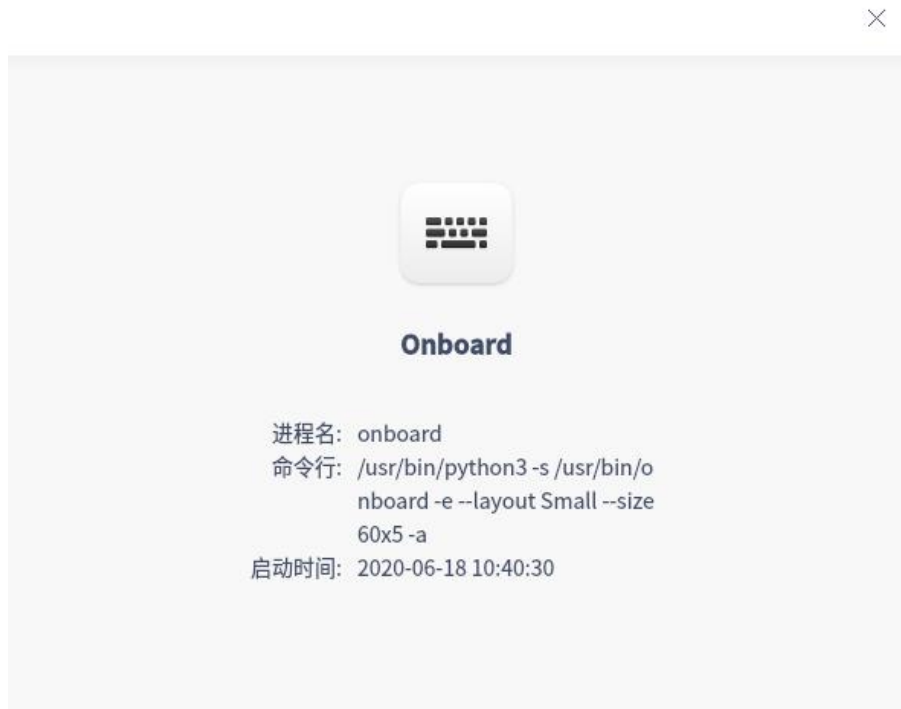 Onboard
进程名: onboard
命令行: /usr/bin/python3 -s /usr/bin/o
nboard -e --layout Small --size
60x5 -a
启动时间: 2020-06-18 10:40:30